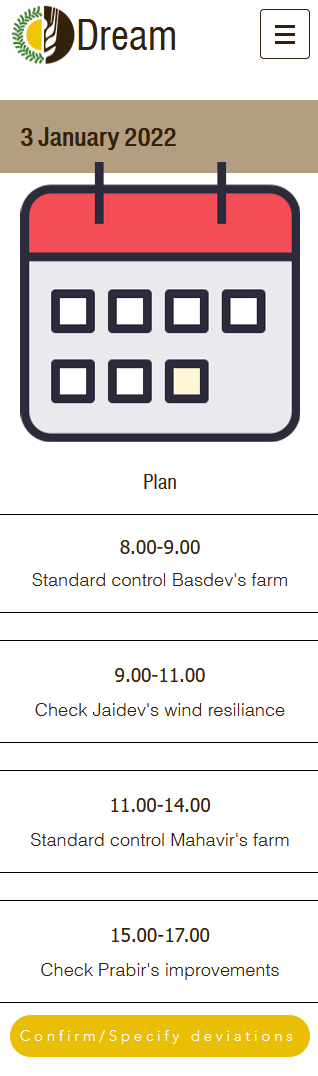 Dream
3 January 2022
Plan
8.00-9.00
Standard control Basdev's farm
9.00-11.00
Check Jaidev's wind resiliance
11.00-14.00
Standard control Mahavir's farm
15.00-17.00
Check Prabir's improvements
Confirm/Specify deviations